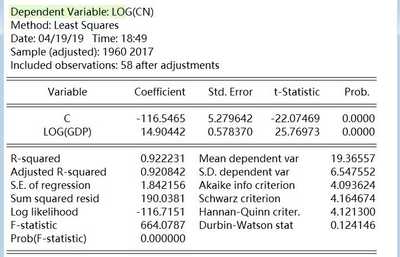 Dependent Variable: LOG(CN)
Method: Least Squares
Date: 04/19/19 Time: 18:49
Sample (adjusted): 1960 2017
Included observations: 58 after adjustments
Variable Coefficient Std. Error t-Statistic Prob.
C -116.5465 5.279642 -22.07469 0.0000
LOG(GDP) 14.90442 0.578370 25.76973 0.0000
R-squared 0.922231 Mean dependent var 19.36557
Adjusted R-squared 0.920842 S.D. dependent var 6.547552
S.E. of regression 1.842156 Akaike info criterion 4.093624
Sum squared resid 190.0381 Schwarz criterion 4.164674
Log likelihood -116.7151 Hannan-Quinn criter. 4.121300
F-statistic 664.0787 Durbin-Watson stat 0.124146
Prob(F-statistic) 0.000000